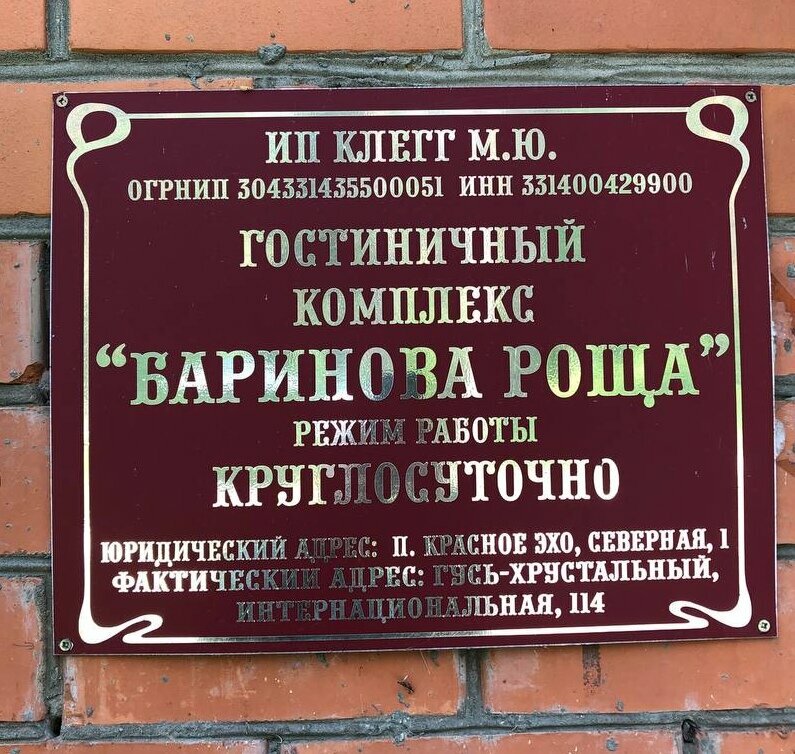 ИП КЛЕГГ М.Ю.
ОГРНИП 304331435500051 ИНН 331400429900
ГОСТИНИЧНЫЙ
КОМПЛЕКС
“БАРИНОВА РОЩА”
РЕЖИМ РАБОТЫ
КРУГЛОСУТОЧНО
ЮРИДИЧЕСКИЙ АДРЕС: П. КРАСНОЕ ЭХО, СЕВЕРНАЯ, 1
ФАКТИЧЕСКИЙ АДРЕС: ГУСЬ-ХРУСТАЛЬНЫЙ,
ИНТЕРНАЦИОНАЛЬНАЯ, 114